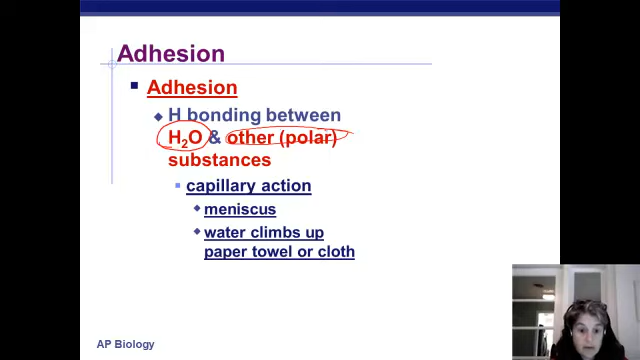 Adhesion
Adhesion
H bonding between
H₂O & other (polar)
substances
capillary action
meniscus
water climbs up
paper towel or cloth
AP Biology